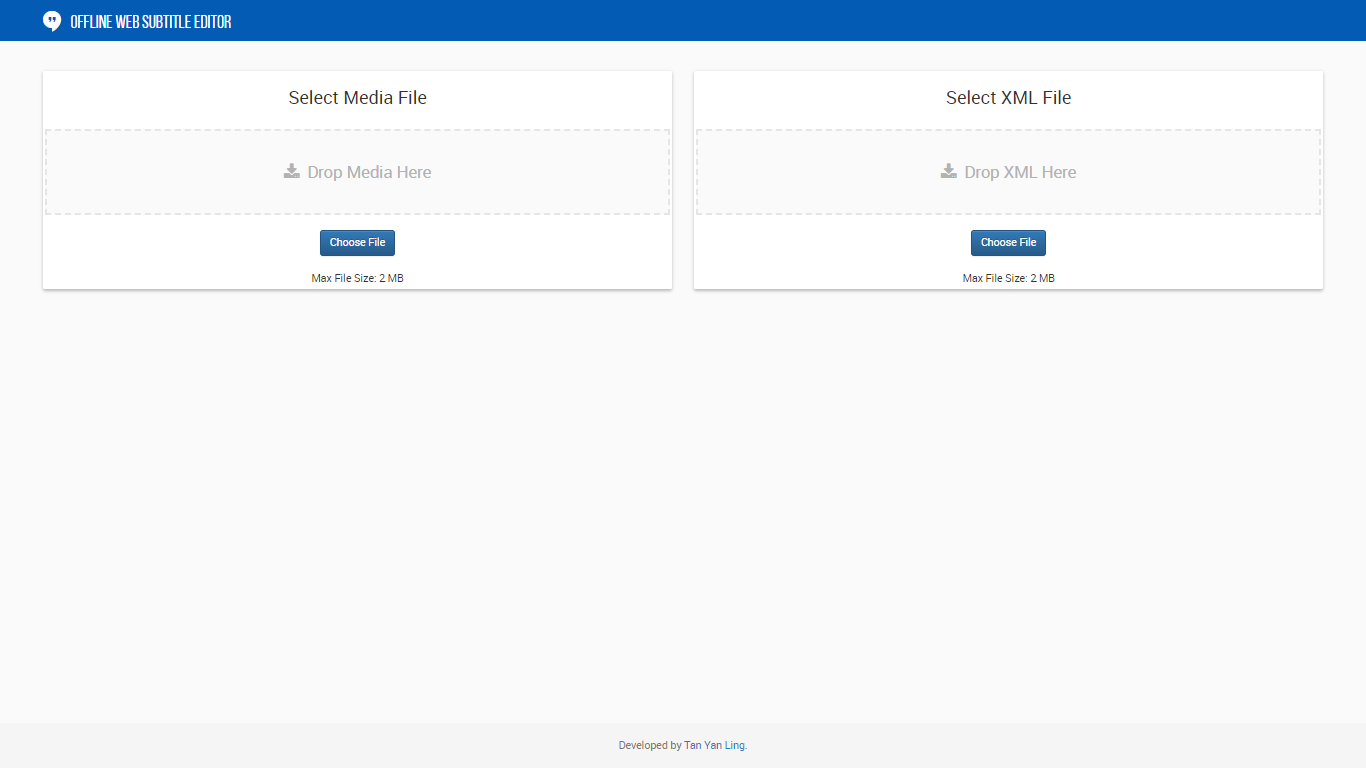 OFFLINE WEB SUBTITLE EDITOR
Select Media File
Drop Media Here
Choose File
Max File Size: 2 MB
Select XML File
Drop XML Here
Choose File
Max File Size: 2 MB
Developed by Tan Yan Ling.